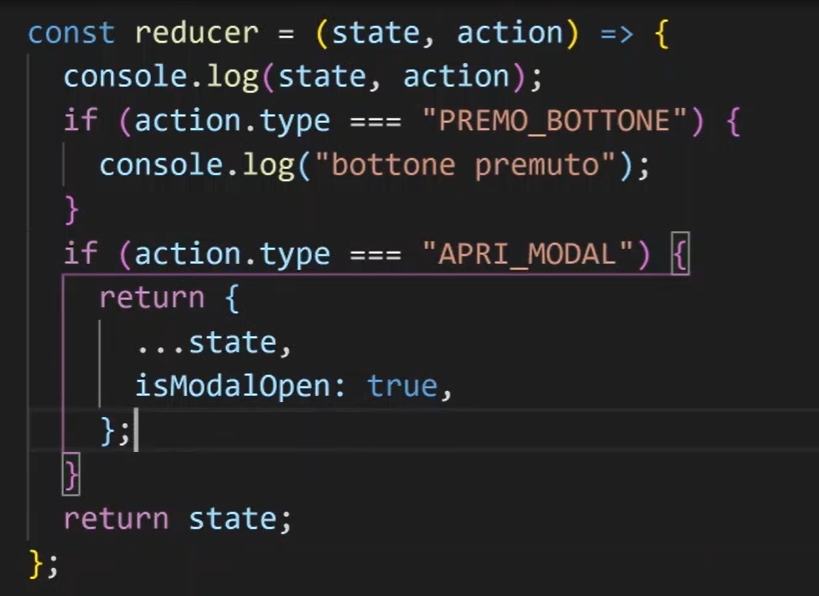 const reducer = (state, action) => {
  console.log(state, action);
  if (action.type === "PREMO_BOTTONE") {
    console.log("bottone premuto");
  }
  if (action.type === "APRI_MODAL") {
    return {
      ...state,
      isModalOpen: true,
    };
  }
  return state;
};